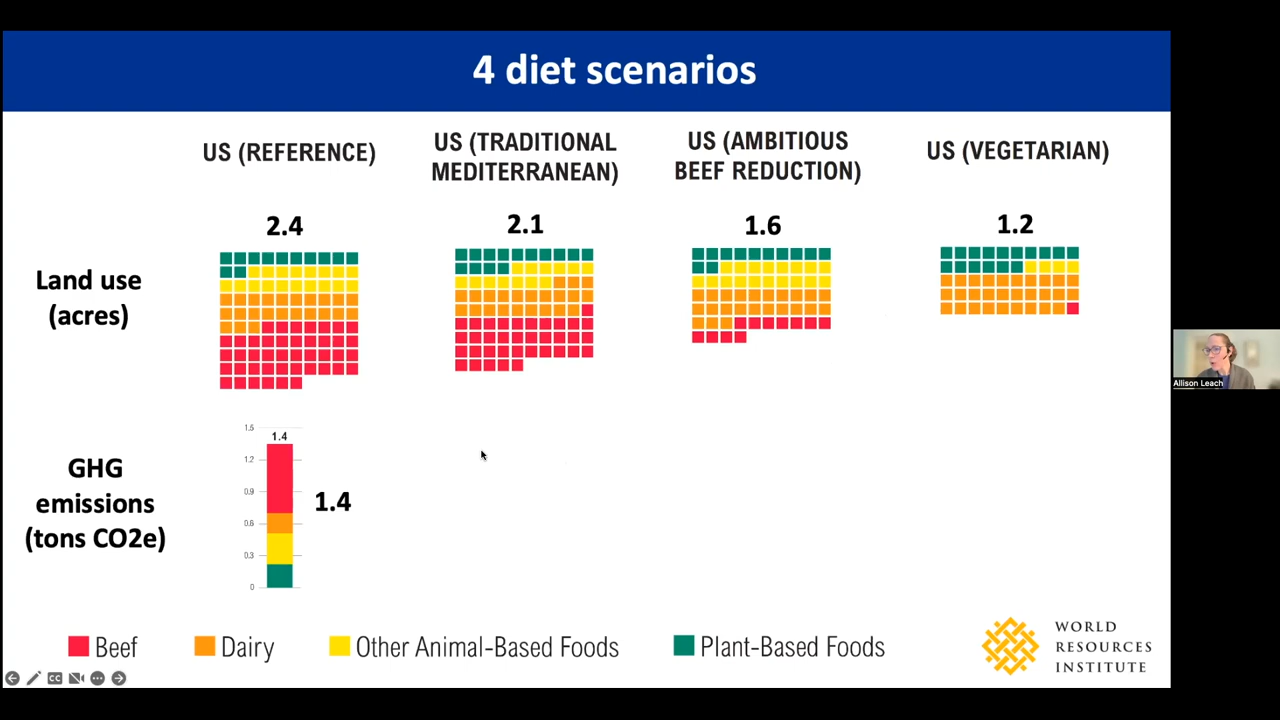 4 diet scenarios
US (REFERENCE)
US (TRADITIONAL
MEDITERRANEAN)
US (AMBITIOUS
BEEF REDUCTION)
US (VEGETARIAN)
Land use
(acres)
2.4
2.1
1.6
1.2
GHG
emissions
(tons CO2e)
1.5
1.4
1.2
0.9
0.6
0.3
0
1.4
Beef
Dairy
Other Animal-Based Foods
Plant-Based Foods
WORLD
RESOURCES
INSTITUTE
CC
Allison Leach